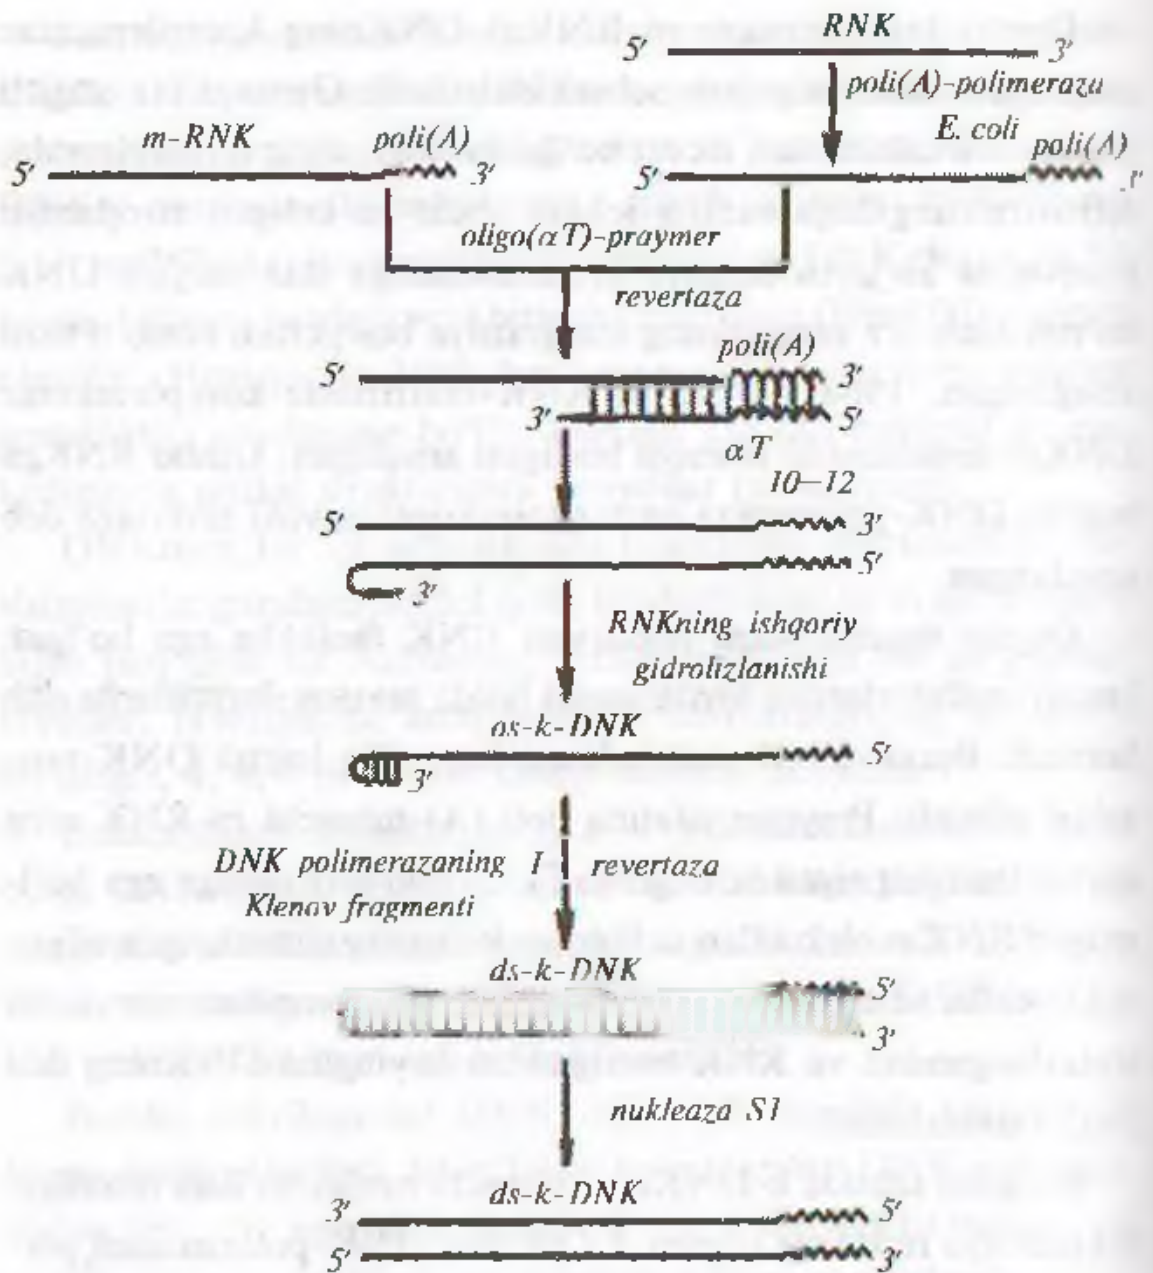 RNK
5' 3'
poli(A)-polimeraza
E. coli
m-RNK poli(A) poli(A)
5' 3' 5' 3'
oligo(αT)-praymer
revertaza
poli(A)
5' 3'
3' 5'
αT
10–12
5' 3'
5'
3'
RNKning ishqoriy
gidrolizlanishi
os-k-DNK
5'
3'
DNK polimerazaning I revertaza
Klenov fragmenti
ds-k-DNK
5'
3'
nukleaza S1
ds-k-DNK
3' 5'
5' 3'